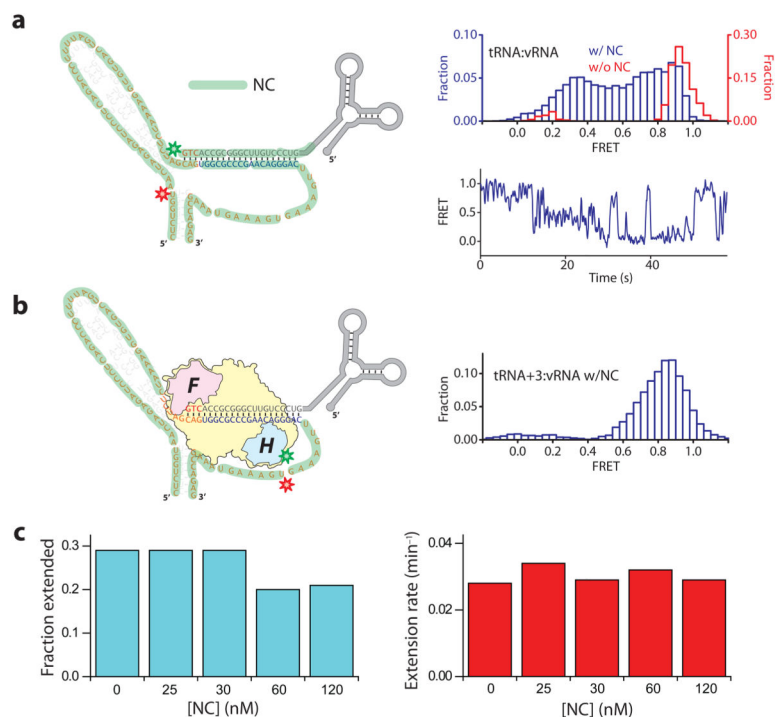 a
NC
GTCACCGCGGGCUUGUCCCUG
CAGUGGCGCCCGAACAGGGAC
5′
5′
3′
tRNA:vRNA
w/ NC
w/o NC
Fraction
0.10
0.05
0.00
0.30
0.15
0.00
Fraction
0.0 0.2 0.4 0.6 0.8 1.0
FRET
FRET
1.0
0.5
0.0
0 20 40
Time (s)
b
F
H
GTCACCGCGGGCUUGUCCCUG
CAGUGGCGCCCGAACAGGGAC
5′
5′
3′
tRNA+3:vRNA w/NC
Fraction
0.10
0.05
0.00
0.0 0.2 0.4 0.6 0.8 1.0
FRET
c
Fraction extended
0.3
0.2
0.0
0 25 30 60 120
[NC] (nM)
Extension rate (min⁻¹)
0.04
0.02
0.00
0 25 30 60 120
[NC] (nM)